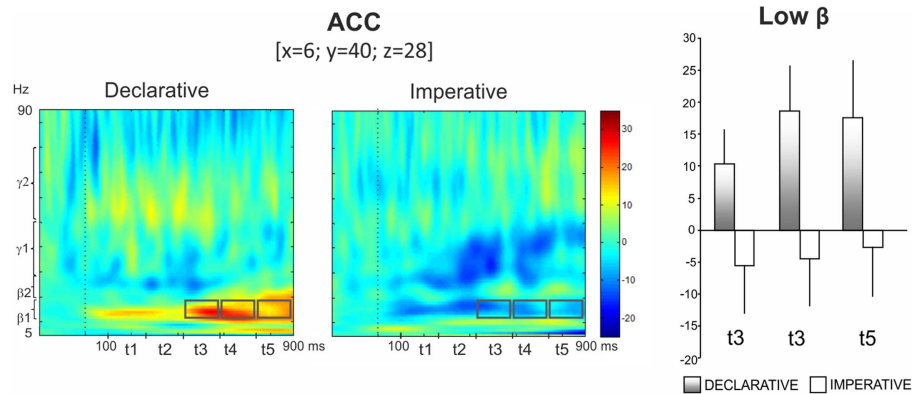 ACC
[x=6; y=40; z=28]
Declarative
Imperative
Hz
90
γ2
γ1
β2
β1
5
100 t1 t2 t3 t4 t5 900 ms
100 t1 t2 t3 t4 t5 900 ms
30
20
10
0
-10
-20
Low β
30
25
20
15
10
5
0
-5
-10
-15
-20
t3 t3 t5
DECLARATIVE IMPERATIVE